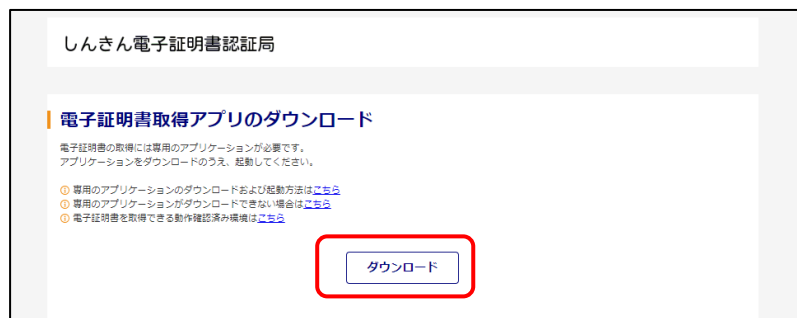 しんきん電子証明書認証局
電子証明書取得アプリのダウンロード
電子証明書の取得には専用のアプリケーションが必要です。
アプリケーションをダウンロードのうえ、起動してください。
専用のアプリケーションのダウンロードおよび起動方法はこちら
専用のアプリケーションがダウンロードできない場合はこちら
電子証明書を取得できる動作確認済み環境はこちら
ダウンロード